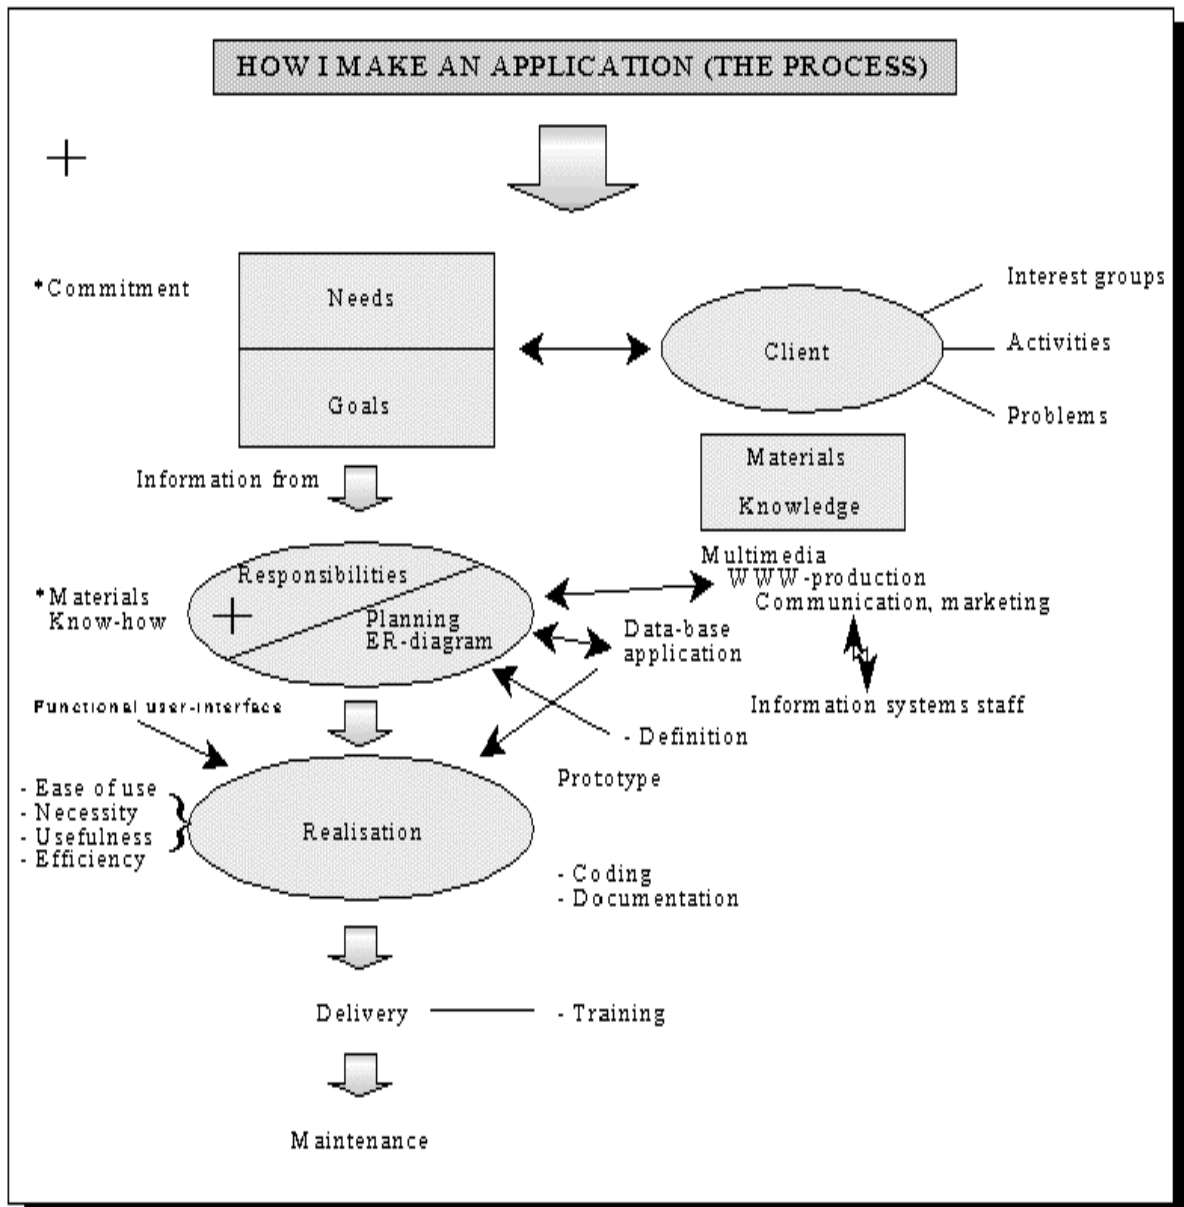 HOW I MAKE AN APPLICATION (THE PROCESS)
*Commitment
Needs
Goals
Client
Interest groups
Activities
Problems
Materials
Knowledge
Information from
Responsibilities
Planning
ER-diagram
*Materials
Know-how
Multimedia
WWW-production
Communication, marketing
Data-base
application
Information systems staff
Functional user-interface
- Definition
Prototype
- Ease of use
- Necessity
- Usefulness
- Efficiency
Realisation
- Coding
- Documentation
Delivery
- Training
Maintenance